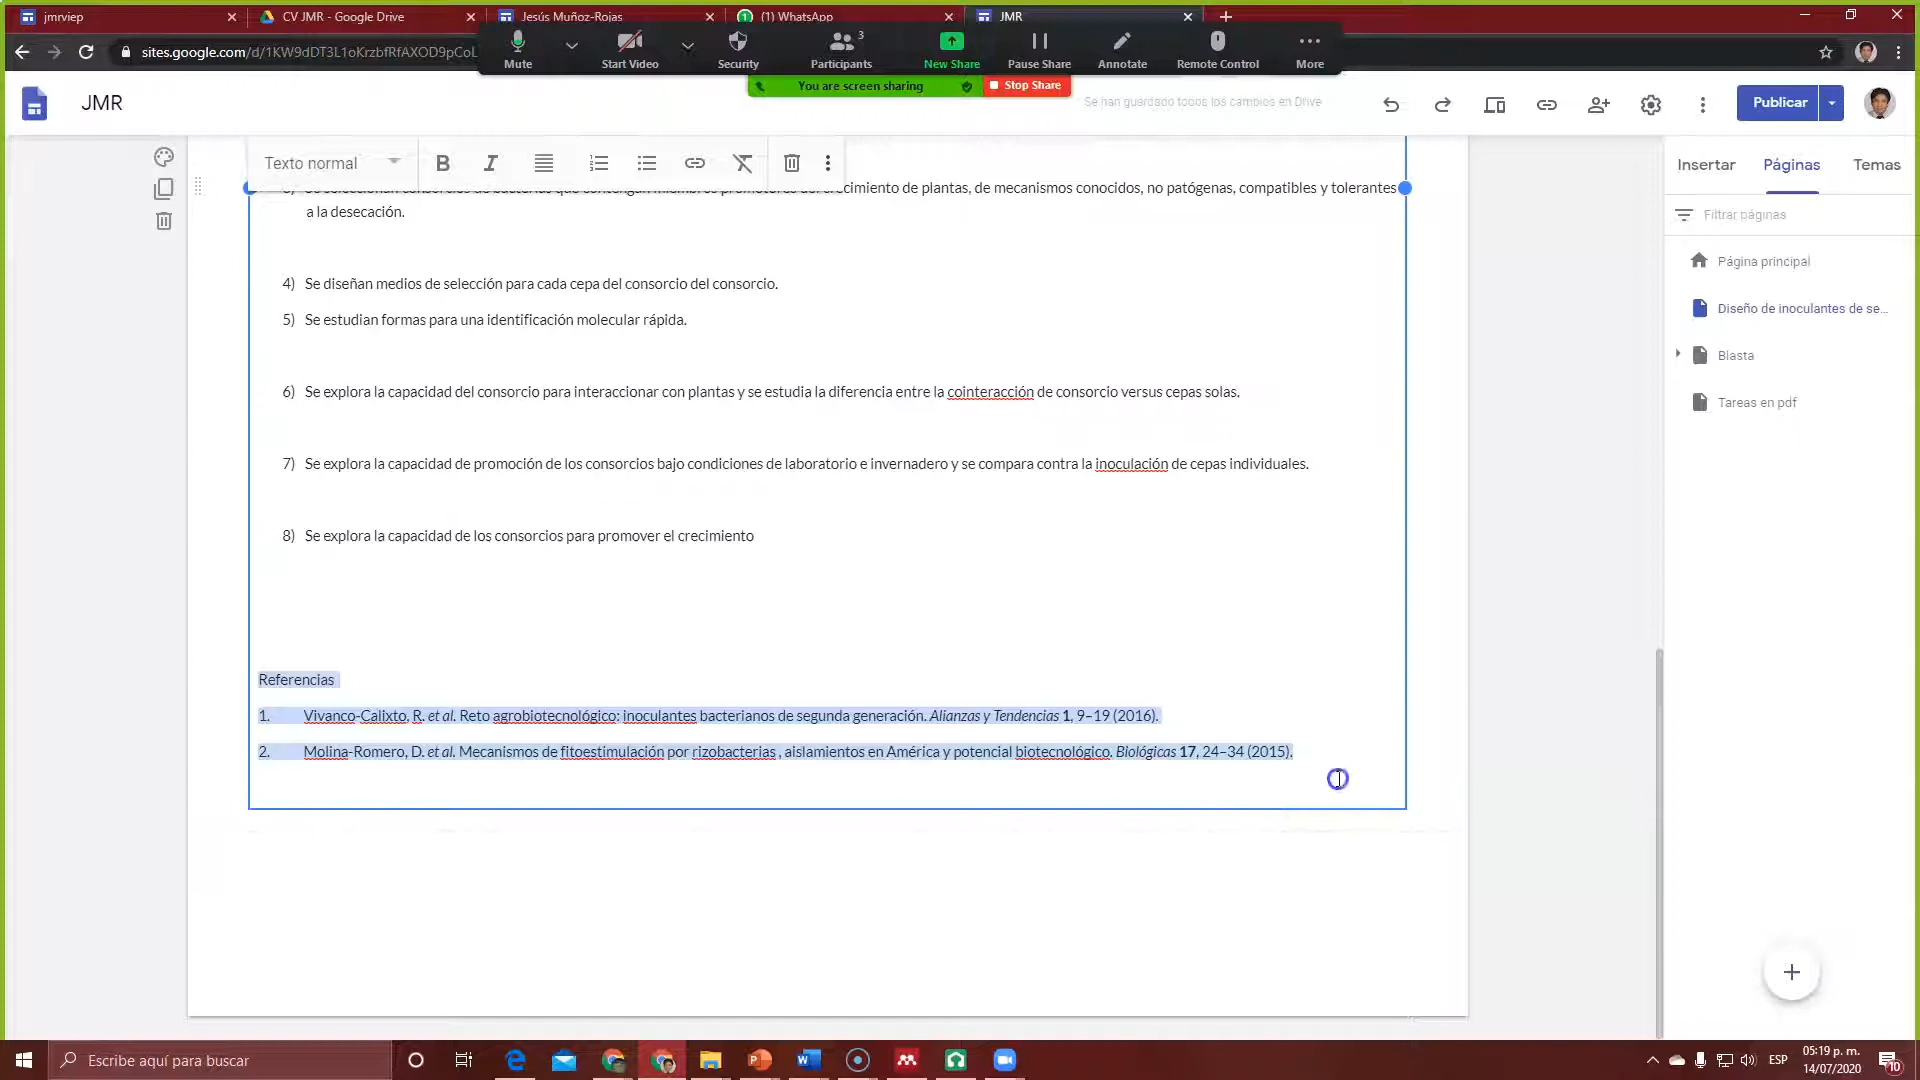 jmrviep
CV JMR - Google Drive
Jesús Muñoz-Rojas
(1) WhatsApp
JMR
sites.google.com/d/1KW9dDT3L1oKrzbfRfAXOD9pCoL
Mute
Start Video
Security
Participants
3
New Share
Pause Share
Annotate
Remote Control
More
You are screen sharing
Stop Share
JMR
Se han guardado todos los cambios en Drive
Publicar
Texto normal
Insertar
Páginas
Temas
Filtrar páginas
Página principal
Diseño de inoculantes de se...
Blasta
Tareas en pdf
de plantas, de mecanismos conocidos, no patógenas, compatibles y tolerantes
a la desecación.
4) Se diseñan medios de selección para cada cepa del consorcio del consorcio.
5) Se estudian formas para una identificación molecular rápida.
6) Se explora la capacidad del consorcio para interaccionar con plantas y se estudia la diferencia entre la cointeracción de consorcio versus cepas solas.
7) Se explora la capacidad de promoción de los consorcios bajo condiciones de laboratorio e invernadero y se compara contra la inoculación de cepas individuales.
8) Se explora la capacidad de los consorcios para promover el crecimiento
Referencias
1. Vivanco-Calixto, R. et al. Reto agrobiotecnológico: inoculantes bacterianos de segunda generación. Alianzas y Tendencias 1, 9–19 (2016).
2. Molina-Romero, D. et al. Mecanismos de fitoestimulación por rizobacterias , aislamientos en América y potencial biotecnológico. Biológicas 17, 24–34 (2015).
Escribe aquí para buscar
ESP
05:19 p. m.
14/07/2020
10